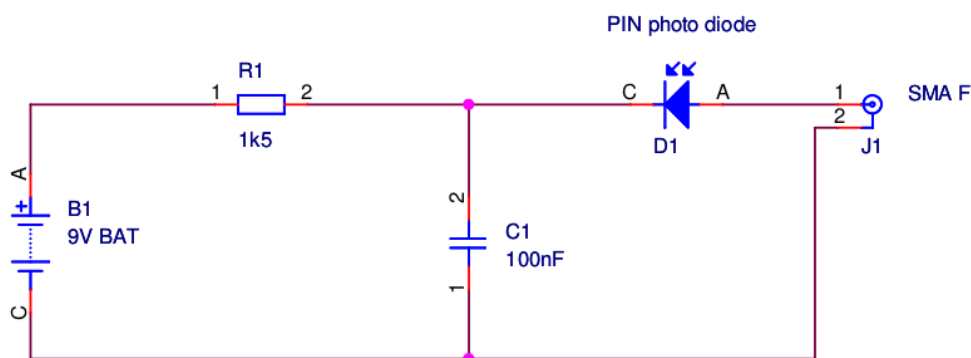 PIN photo diode
R1
1
2
1k5
C
A
D1
1
2
SMA F
J1
A
+
B1
9V BAT
C
2
C1
100nF
1